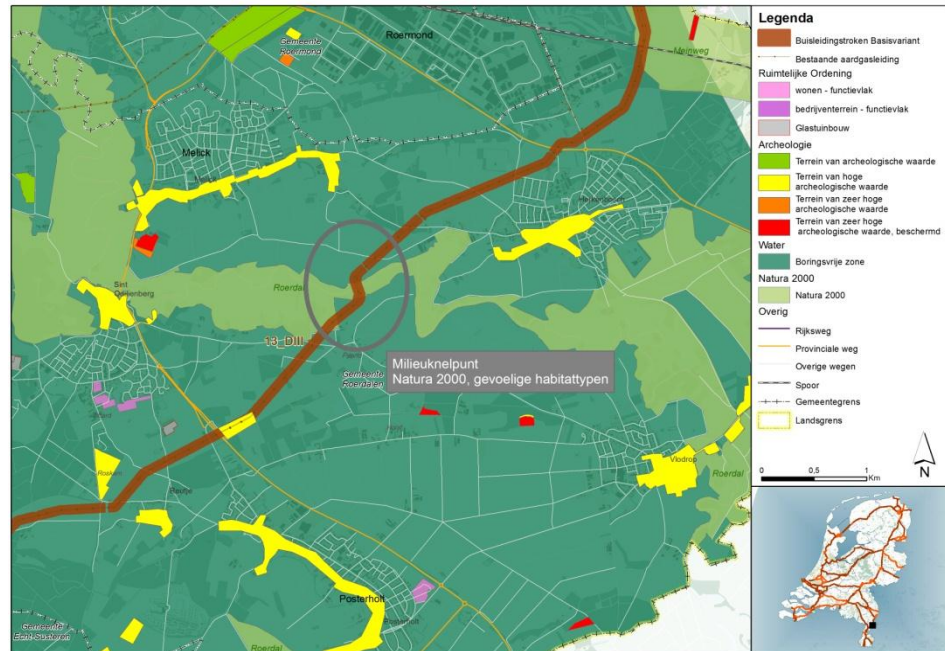 Gemeente
Roermond
Roermond
Meinweg
Melick
Herkenbosch
Sint
Odilienberg
Roerdal
13_DIII
Milieuknelpunt
Natura 2000, gevoelige habitattypen
Gemeente
Roerdalen
Vlodrop
Roerdal
Posterholt
Posterholt
Gemeente
Echt-Susteren
Roerdal
Legenda
Buisleidingstroken Basisvariant
Bestaande aardgasleiding
Ruimtelijke Ordening
wonen - functievlak
bedrijventerrein - functievlak
Glastuinbouw
Archeologie
Terrein van archeologische waarde
Terrein van hoge
archeologische waarde
Terrein van zeer hoge
archeologische waarde
Terrein van zeer hoge
archeologische waarde, beschermd
Water
Boringsvrije zone
Natura 2000
Natura 2000
Overig
Rijksweg
Provinciale weg
Overige wegen
Spoor
Gemeentegrens
Landsgrens
0 0,5 1
Km
N